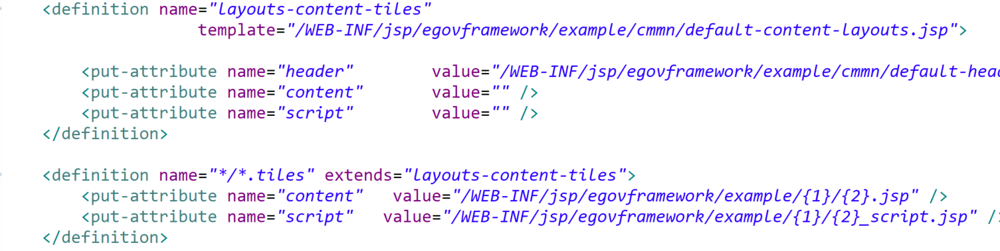 <definition name="layouts-content-tiles"
template="/WEB-INF/jsp/egovframework/example/cmmn/default-content-layouts.jsp">
<put-attribute name="header" value="/WEB-INF/jsp/egovframework/example/cmmn/default-hea
<put-attribute name="content" value="" />
<put-attribute name="script" value="" />
</definition>
<definition name="*/*.tiles" extends="layouts-content-tiles">
<put-attribute name="content" value="/WEB-INF/jsp/egovframework/example/{1}/{2}.jsp" />
<put-attribute name="script" value="/WEB-INF/jsp/egovframework/example/{1}/{2}_script.jsp" />
</definition>